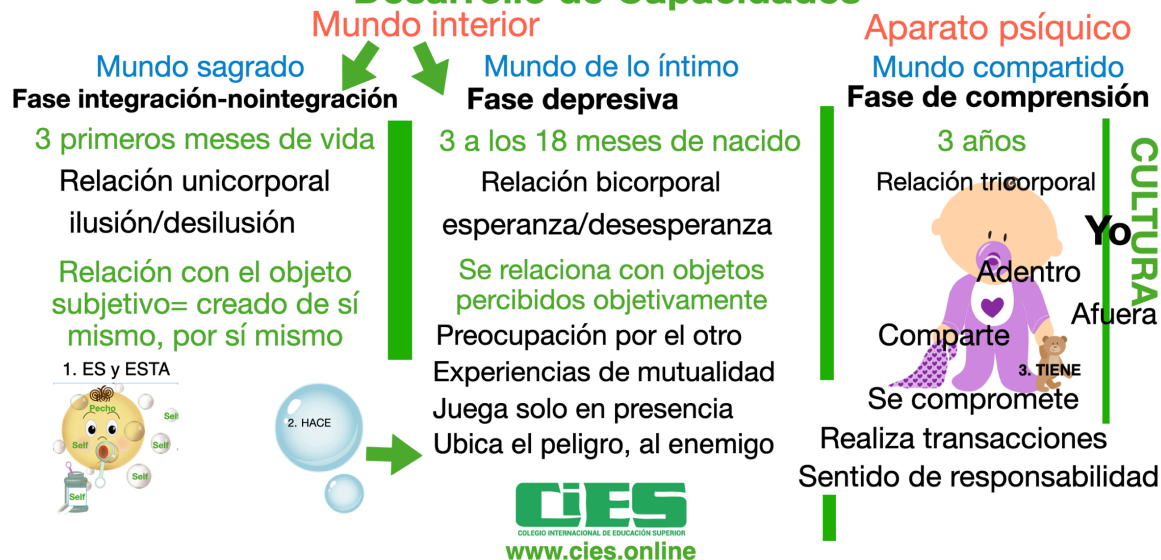 Desarrollo de Capacidades
Mundo interior
Mundo sagrado
Fase integración-nointegración
3 primeros meses de vida
Relación unicorporal
ilusión/desilusión
Relación con el objeto
subjetivo= creado de sí
mismo, por sí mismo
1. ES y ESTA
Pecho
Self
Self
Self
Self
Self
2. HACE
Mundo de lo íntimo
Fase depresiva
3 a los 18 meses de nacido
Relación bicorporal
esperanza/desesperanza
Se relaciona con objetos
percibidos objetivamente
Preocupación por el otro
Experiencias de mutualidad
Juega solo en presencia
Ubica el peligro, al enemigo
CiES
COLEGIO INTERNACIONAL DE EDUCACIÓN SUPERIOR
www.cies.online
Aparato psíquico
Mundo compartido
Fase de comprensión
3 años
Relación tricorporal
Yo
Adentro
Afuera
Comparte
3. TIENE
Se compromete
Realiza transacciones
Sentido de responsabilidad
CULTURA